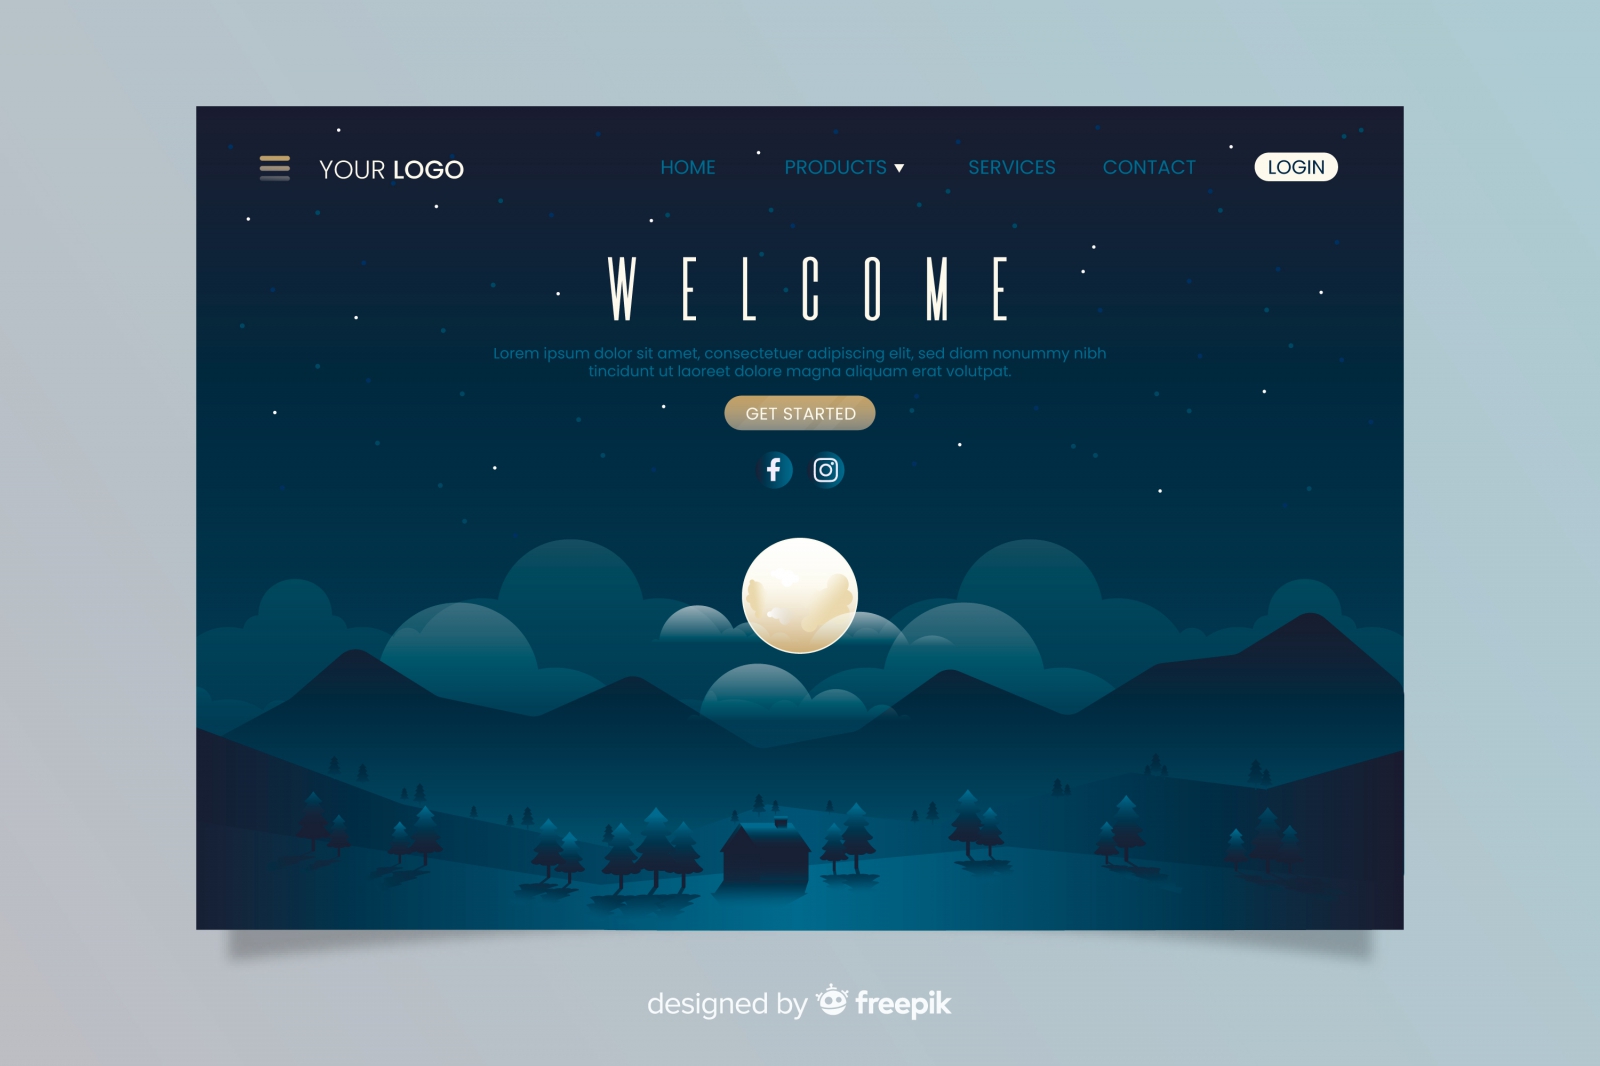 YOUR LOGO
HOME PRODUCTS SERVICES CONTACT LOGIN
WELCOME
Lorem ipsum dolor sit amet, consectetuer adipiscing elit, sed diam nonummy nibh
tincidunt ut laoreet dolore magna aliquam erat volutpat.
GET STARTED
designed by freepik